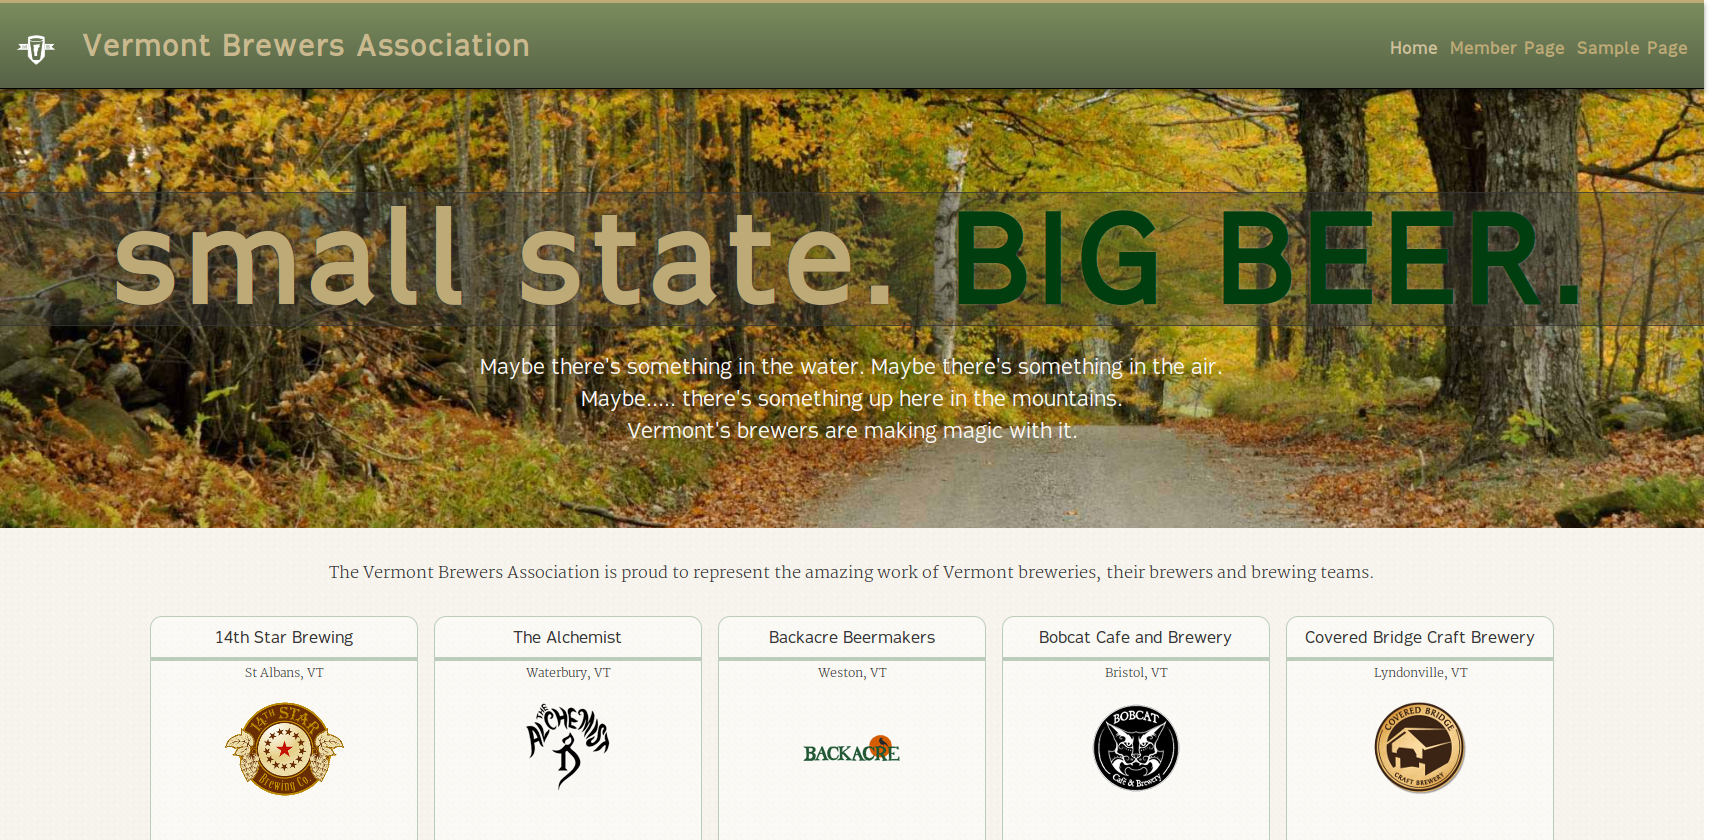 Vermont Brewers Association
Home Member Page Sample Page
small state. BIG BEER.
Maybe there's something in the water. Maybe there's something in the air.
Maybe..... there's something up here in the mountains.
Vermont's brewers are making magic with it.
The Vermont Brewers Association is proud to represent the amazing work of Vermont breweries, their brewers and brewing teams.
14th Star Brewing
St Albans, VT
14TH STAR
Brewing Co.
The Alchemist
Waterbury, VT
THE
ALCHEMIST
Backacre Beermakers
Weston, VT
BACKACRE
Bobcat Cafe and Brewery
Bristol, VT
BOBCAT
Café & Brewery
Covered Bridge Craft Brewery
Lyndonville, VT
COVERED BRIDGE
CRAFT BREWERY